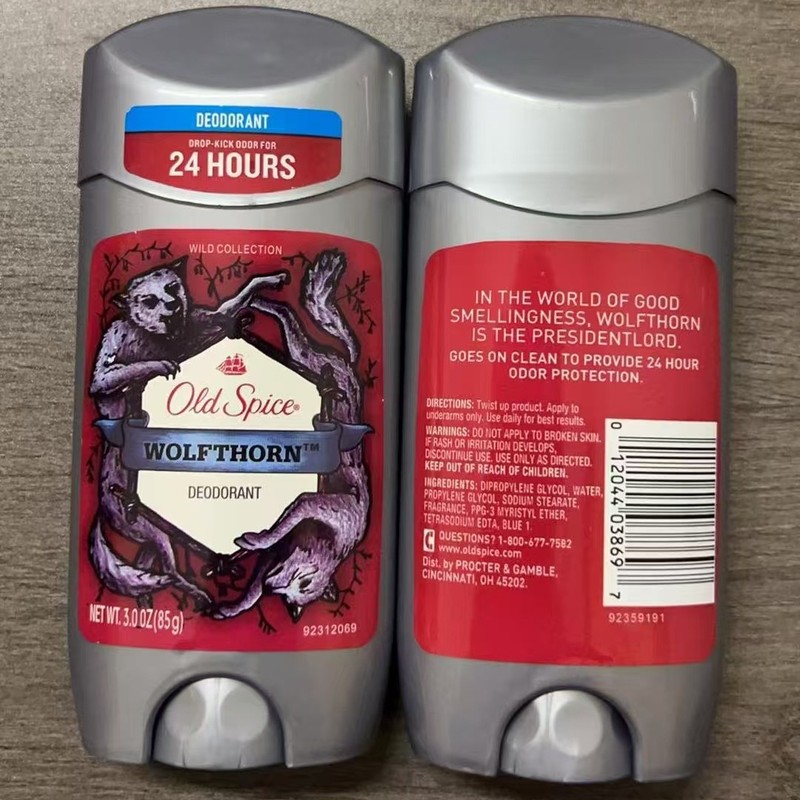 DEODORANT
DROP-KICK ODOR FOR
24 HOURS
WILD COLLECTION
Old Spice®
WOLFTHORN™
DEODORANT
NET WT. 3.0 OZ (85g)
92312069
IN THE WORLD OF GOOD
SMELLINGNESS, WOLFTHORN
IS THE PRESIDENTLORD.
GOES ON CLEAN TO PROVIDE 24 HOUR
ODOR PROTECTION.
DIRECTIONS: Twist up product. Apply to
underarms only. Use daily for best results.
WARNINGS: DO NOT APPLY TO BROKEN SKIN.
IF RASH OR IRRITATION DEVELOPS,
DISCONTINUE USE. USE ONLY AS DIRECTED.
KEEP OUT OF REACH OF CHILDREN.
INGREDIENTS: DIPROPYLENE GLYCOL, WATER,
PROPYLENE GLYCOL, SODIUM STEARATE,
FRAGRANCE, PPG-3 MYRISTYL ETHER,
TETRASODIUM EDTA, BLUE 1.
QUESTIONS? 1-800-677-7582
www.oldspice.com
Dist. by PROCTER & GAMBLE,
CINCINNATI, OH 45202.
0 12044 03869 7
92359191